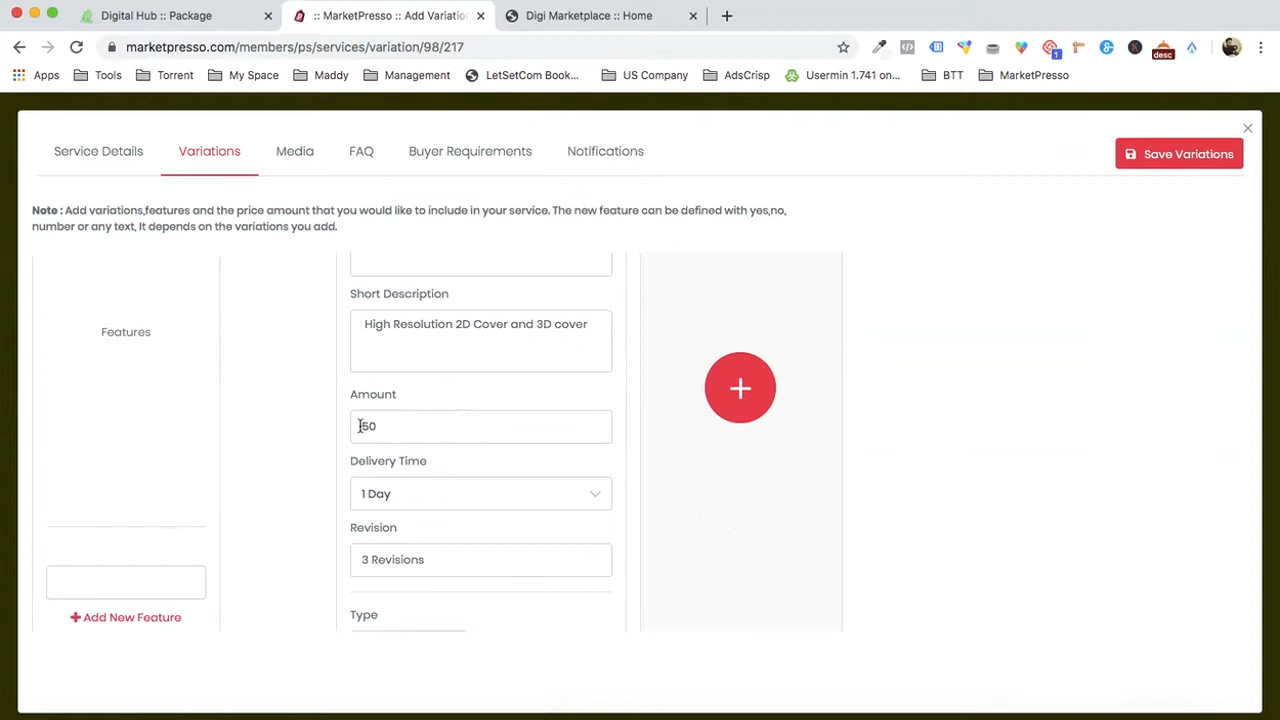 Digital Hub :: Package
:: MarketPresso :: Add Variation
Digi Marketplace :: Home
marketpresso.com/members/ps/services/variation/98/217
1
desc
Apps
Tools
Torrent
My Space
Maddy
Management
LetSetCom Book...
US Company
AdsCrisp
Usermin 1.741 on...
BTT
MarketPresso
Service Details
Variations
Media
FAQ
Buyer Requirements
Notifications
Save Variations
Note : Add variations,features and the price amount that you would like to include in your service. The new feature can be defined with yes,no,
number or any text, It depends on the variations you add.
Features
Short Description
High Resolution 2D Cover and 3D cover
Amount
50
Delivery Time
1 Day
Revision
3 Revisions
Type
+ Add New Feature